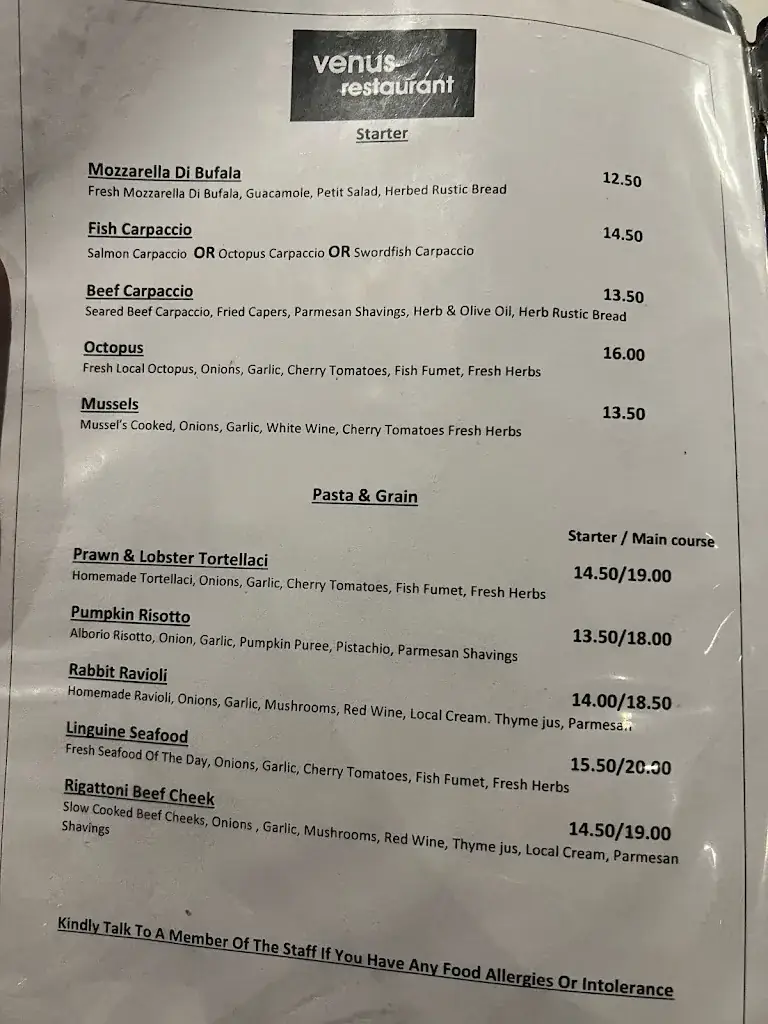 venus
restaurant
Starter
Mozzarella Di Bufala 12.50
Fresh Mozzarella Di Bufala, Guacamole, Petit Salad, Herbed Rustic Bread
Fish Carpaccio 14.50
Salmon Carpaccio OR Octopus Carpaccio OR Swordfish Carpaccio
Beef Carpaccio 13.50
Seared Beef Carpaccio, Fried Capers, Parmesan Shavings, Herb & Olive Oil, Herb Rustic Bread
Octopus 16.00
Fresh Local Octopus, Onions, Garlic, Cherry Tomatoes, Fish Fumet, Fresh Herbs
Mussels 13.50
Mussel's Cooked, Onions, Garlic, White Wine, Cherry Tomatoes Fresh Herbs
Pasta & Grain
Starter / Main course
Prawn & Lobster Tortellaci 14.50/19.00
Homemade Tortellaci, Onions, Garlic, Cherry Tomatoes, Fish Fumet, Fresh Herbs
Pumpkin Risotto 13.50/18.00
Alborio Risotto, Onion, Garlic, Pumpkin Puree, Pistachio, Parmesan Shavings
Rabbit Ravioli 14.00/18.50
Homemade Ravioli, Onions, Garlic, Mushrooms, Red Wine, Local Cream. Thyme jus, Parmesan
Linguine Seafood 15.50/20.00
Fresh Seafood Of The Day, Onions, Garlic, Cherry Tomatoes, Fish Fumet, Fresh Herbs
Rigattoni Beef Cheek 14.50/19.00
Slow Cooked Beef Cheeks, Onions , Garlic, Mushrooms, Red Wine, Thyme jus, Local Cream, Parmesan
Shavings
Kindly Talk To A Member Of The Staff If You Have Any Food Allergies Or Intolerance